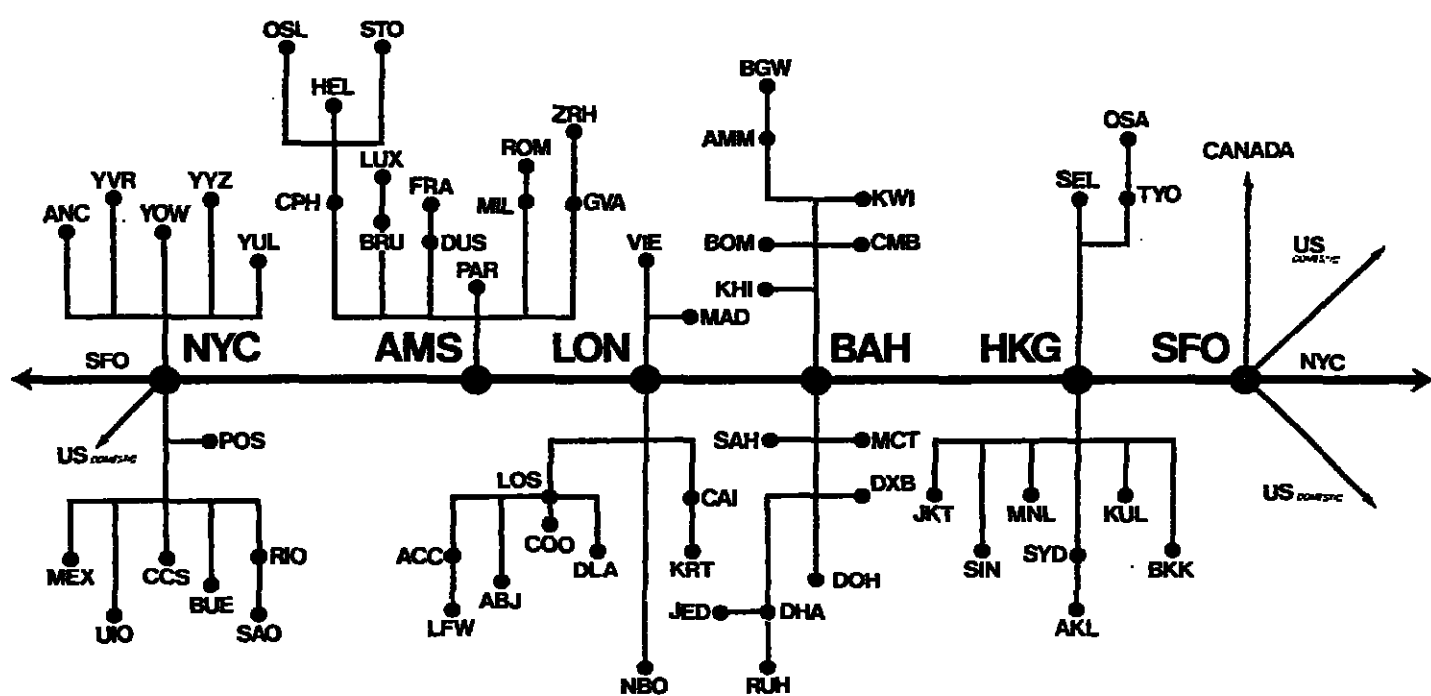 OSL
STO
HEL
BGW
ZRH
OSA
AMM
ROM
CANADA
LUX
YVR
YYZ
FRA
SEL
TYO
ANC
YOW
CPH
MIL
GVA
KWI
YUL
BRU
DUS
VIE
BOM
CMB
US DOMESTIC
PAR
KHI
MAD
SFO
NYC
AMS
LON
BAH
HKG
SFO
NYC
POS
US DOMESTIC
SAH
MCT
LOS
DXB
CAI
US DOMESTIC
JKT
MNL
KUL
RIO
ACC
COO
SYD
MEX
CCS
DLA
KRT
SIN
BKK
DOH
BUE
ABJ
JED
DHA
UIO
SAO
LFW
AKL
NBO
RUH